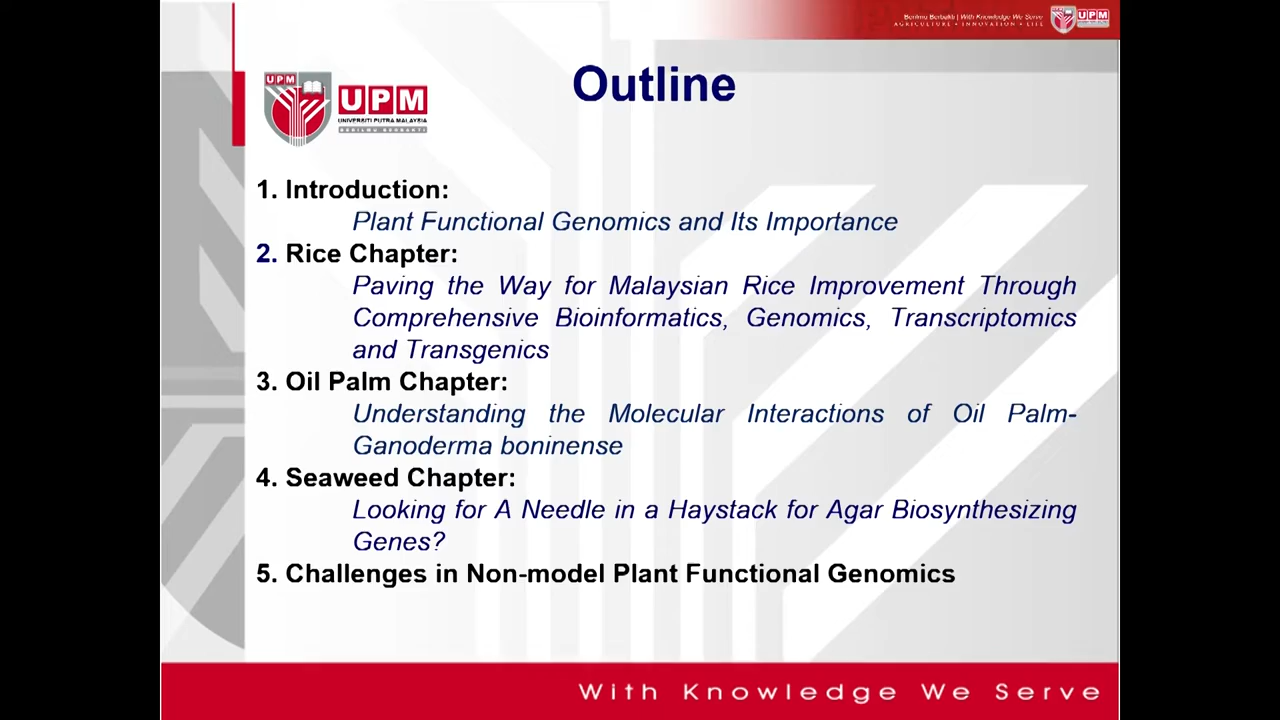 Berilmu Berbakti | With Knowledge We Serve
AGRICULTURE • INNOVATION • LIFE
UPM
Outline
UPM
UPM
UNIVERSITI PUTRA MALAYSIA
BERILMU BERBAKTI
1. Introduction:
Plant Functional Genomics and Its Importance
2. Rice Chapter:
Paving the Way for Malaysian Rice Improvement Through
Comprehensive Bioinformatics, Genomics, Transcriptomics
and Transgenics
3. Oil Palm Chapter:
Understanding the Molecular Interactions of Oil Palm-
Ganoderma boninense
4. Seaweed Chapter:
Looking for A Needle in a Haystack for Agar Biosynthesizing
Genes?
5. Challenges in Non-model Plant Functional Genomics
With Knowledge We Serve